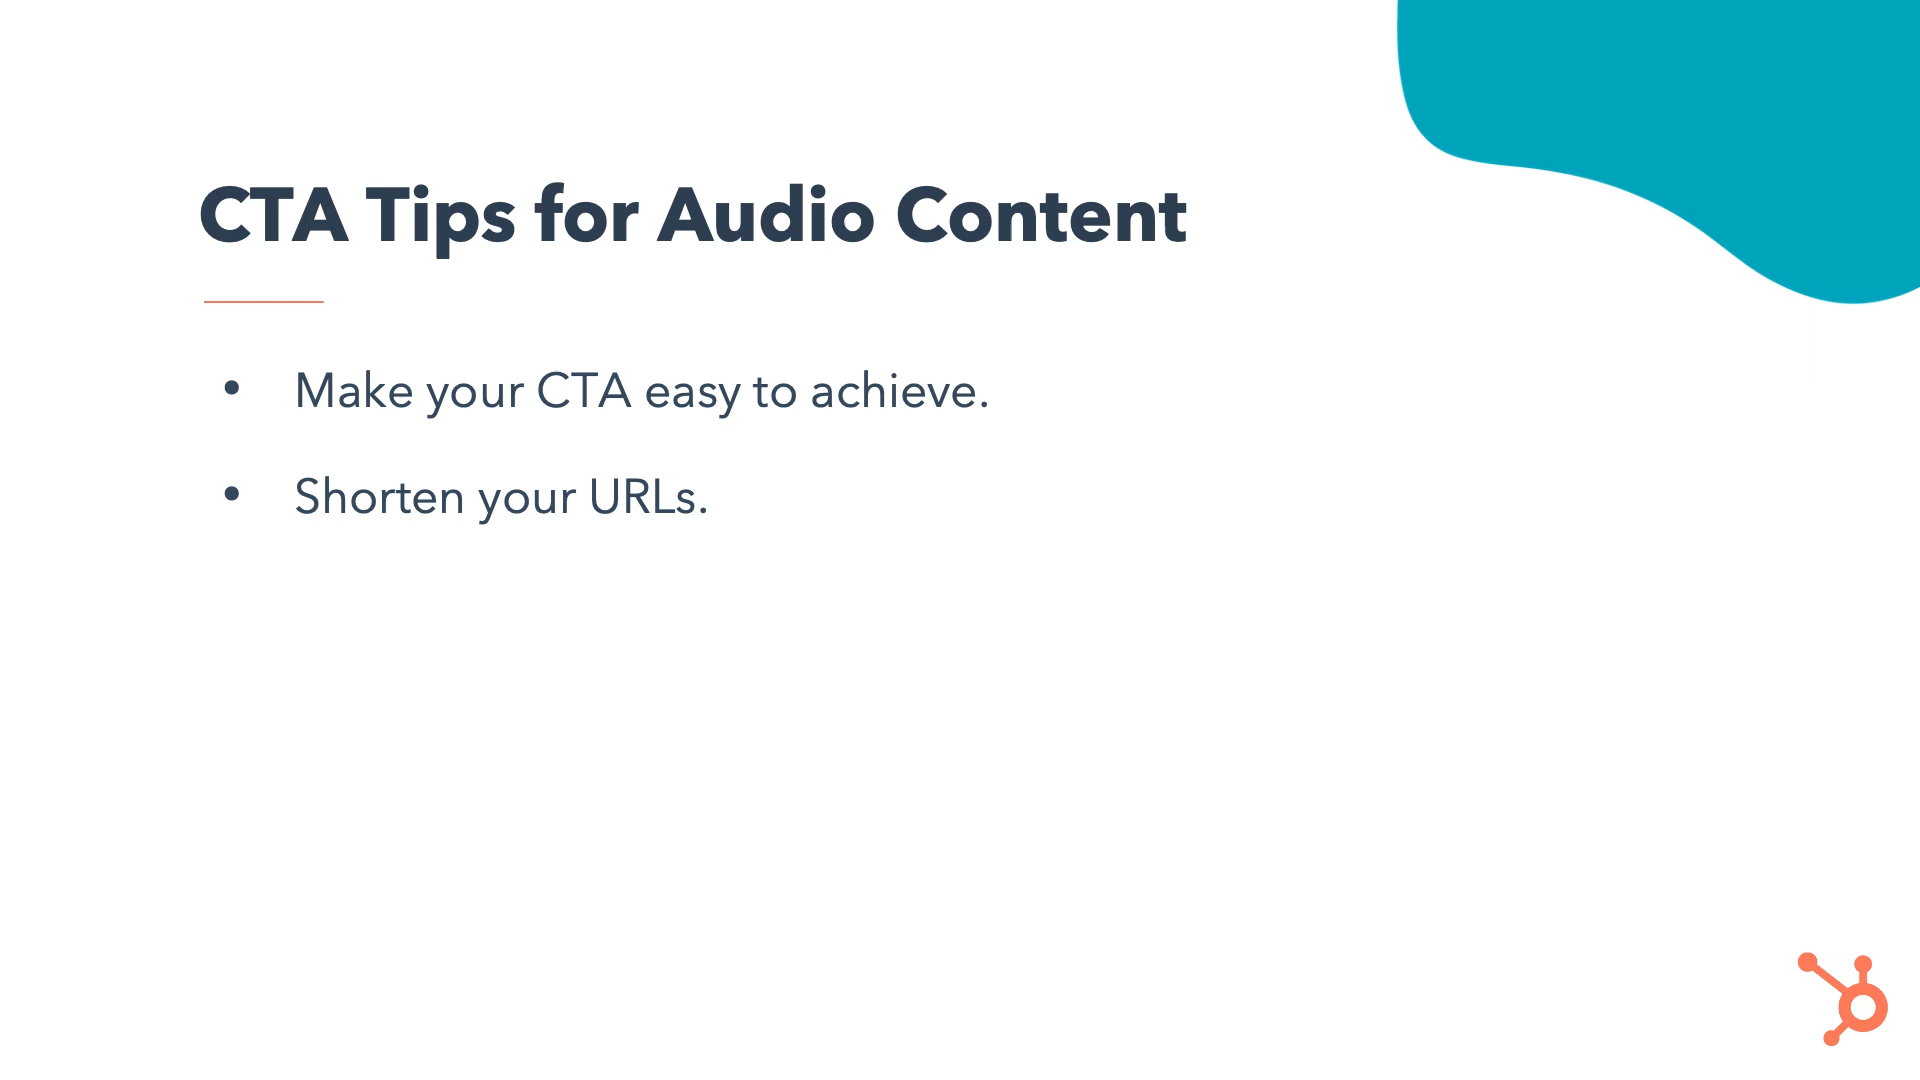 CTA Tips for Audio Content
• Make your CTA easy to achieve.
• Shorten your URLs.